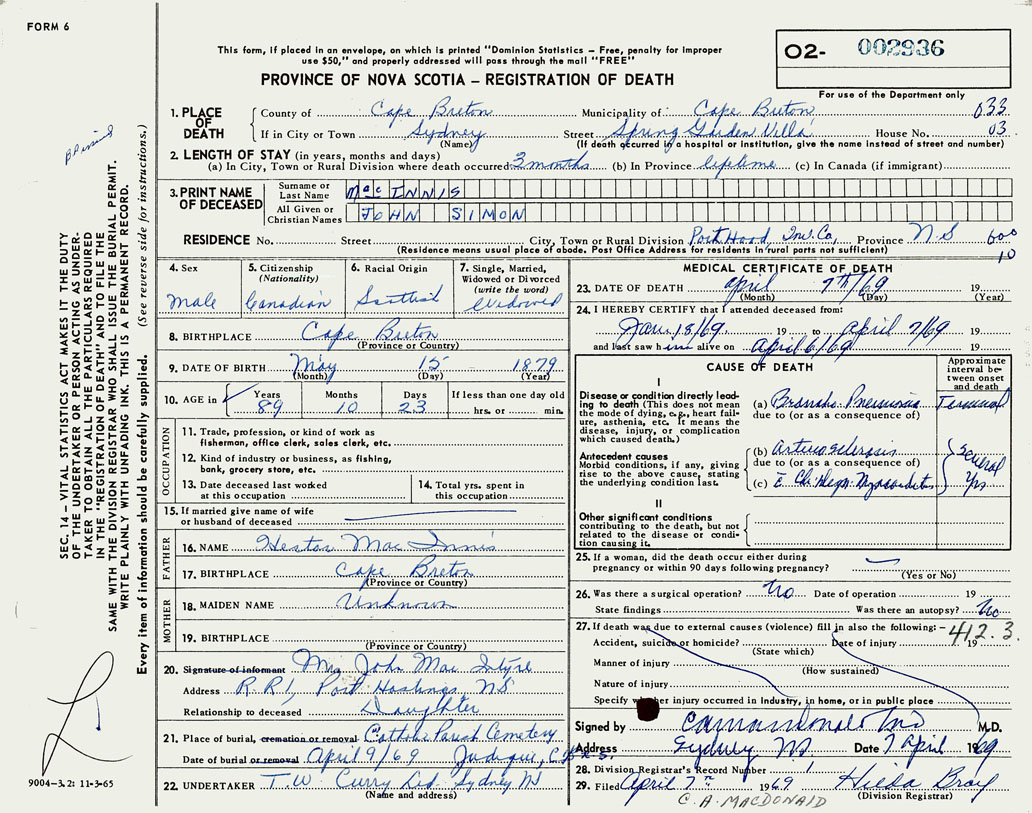 FORM 6
This form, if placed in an envelope, on which is printed "Dominion Statistics – Free, penalty for improper
use $50," and properly addressed will pass through the mail "FREE"
PROVINCE OF NOVA SCOTIA – REGISTRATION OF DEATH
O2- 002936
For use of the Department only
1. PLACE OF DEATH
County of Cape Breton Municipality of Cape Breton 033
If in City or Town Sydney Street Spring Garden Villa House No. 03
(Name) (If death occurred in a hospital or institution, give the name instead of street and number)
2. LENGTH OF STAY (in years, months and days)
(a) In City, Town or Rural Division where death occurred 3 months (b) In Province lifetime (c) In Canada (if immigrant)
3. PRINT NAME OF DECEASED
Surname or Last Name MacINNIS
All Given or Christian Names JOHN SIMON
RESIDENCE No. Street City, Town or Rural Division Port Hood, Inv. Co, Province N.S 600
(Residence means usual place of abode. Post Office Address for residents in rural parts not sufficient) 10
4. Sex
Male
5. Citizenship
(Nationality)
Canadian
6. Racial Origin
Scottish
7. Single, Married,
Widowed or Divorced
(write the word)
Widowed
8. BIRTHPLACE Cape Breton
(Province or Country)
9. DATE OF BIRTH May 15 1879
(Month) (Day) (Year)
10. AGE in Years Months Days If less than one day old
89 10 23 hrs. or min.
OCCUPATION
11. Trade, profession, or kind of work as
fisherman, office clerk, sales clerk, etc.
12. Kind of industry or business, as fishing,
bank, grocery store, etc.
13. Date deceased last worked
at this occupation
14. Total yrs. spent in
this occupation
15. If married give name of wife
or husband of deceased
FATHER
16. NAME Hector Mac Innis
17. BIRTHPLACE Cape Breton
(Province or Country)
MOTHER
18. MAIDEN NAME Unknown
19. BIRTHPLACE
(Province or Country)
20. Signature of informant Mrs John Mac Intyre
Address R.R1, Port Hastings, NS
Relationship to deceased Daughter
21. Place of burial, cremation or removal Parish Cemetery
Date of burial or removal April 9/69 Judique,
22. UNDERTAKER T.W. Curry Ltd. Sydney NS
(Name and address)
MEDICAL CERTIFICATE OF DEATH
23. DATE OF DEATH April 7th/69 19
(Month) (Day) (Year)
24. I HEREBY CERTIFY that I attended deceased from:
Jan 18/69 19 to April 7/69 19
and last saw him alive on April 6/69 19
CAUSE OF DEATH
Approximate
interval be-
tween onset
and death
I
Disease or condition directly lead-
ing to death (This does not mean
the mode of dying, e.g., heart fail-
ure, asthenia, etc. It means the
disease, injury, or complication
which caused death.)
(a) Broncho Pneumonia Terminal
due to (or as a consequence of)
Antecedent causes
Morbid conditions, if any, giving
rise to the above cause, stating
the underlying condition last.
(b) Arteriosclerosis
due to (or as a consequence of)
(c) Myocarditis
Several
yrs
II
Other significant conditions
contributing to the death, but not
related to the disease or condi-
tion causing it.
25. If a woman, did the death occur either during
pregnancy or within 90 days following pregnancy?
(Yes or No)
26. Was there a surgical operation? No Date of operation 19
State findings Was there an autopsy? No
27. If death was due to external causes (violence) fill in also the following: – 412.3.
Accident, suicide or homicide? Date of injury 19
(State which)
Manner of injury
(How sustained)
Nature of injury
Specify whether injury occurred in industry, in home, or in public place
Signed by M.D.
Address Sydney NS Date 7 April 1969
28. Division Registrar's Record Number 1
29. Filed April 7th 1969 Hilda Bray
C. A. MACDONALD (Division Registrar)
SEC. 14 – VITAL STATISTICS ACT MAKES IT THE DUTY
OF THE UNDERTAKER OR PERSON ACTING AS UNDER-
TAKER TO OBTAIN ALL THE PARTICULARS REQUIRED
IN THE "REGISTRATION OF DEATH" AND TO FILE THE
SAME WITH THE DIVISION REGISTRAR WHO SHALL ISSUE THE BURIAL PERMIT.
WRITE PLAINLY WITH UNFADING INK. THIS IS A PERMANENT RECORD.
Every item of information should be carefully supplied. (See reverse side for instructions.)
9004–3.2: 11-3-65